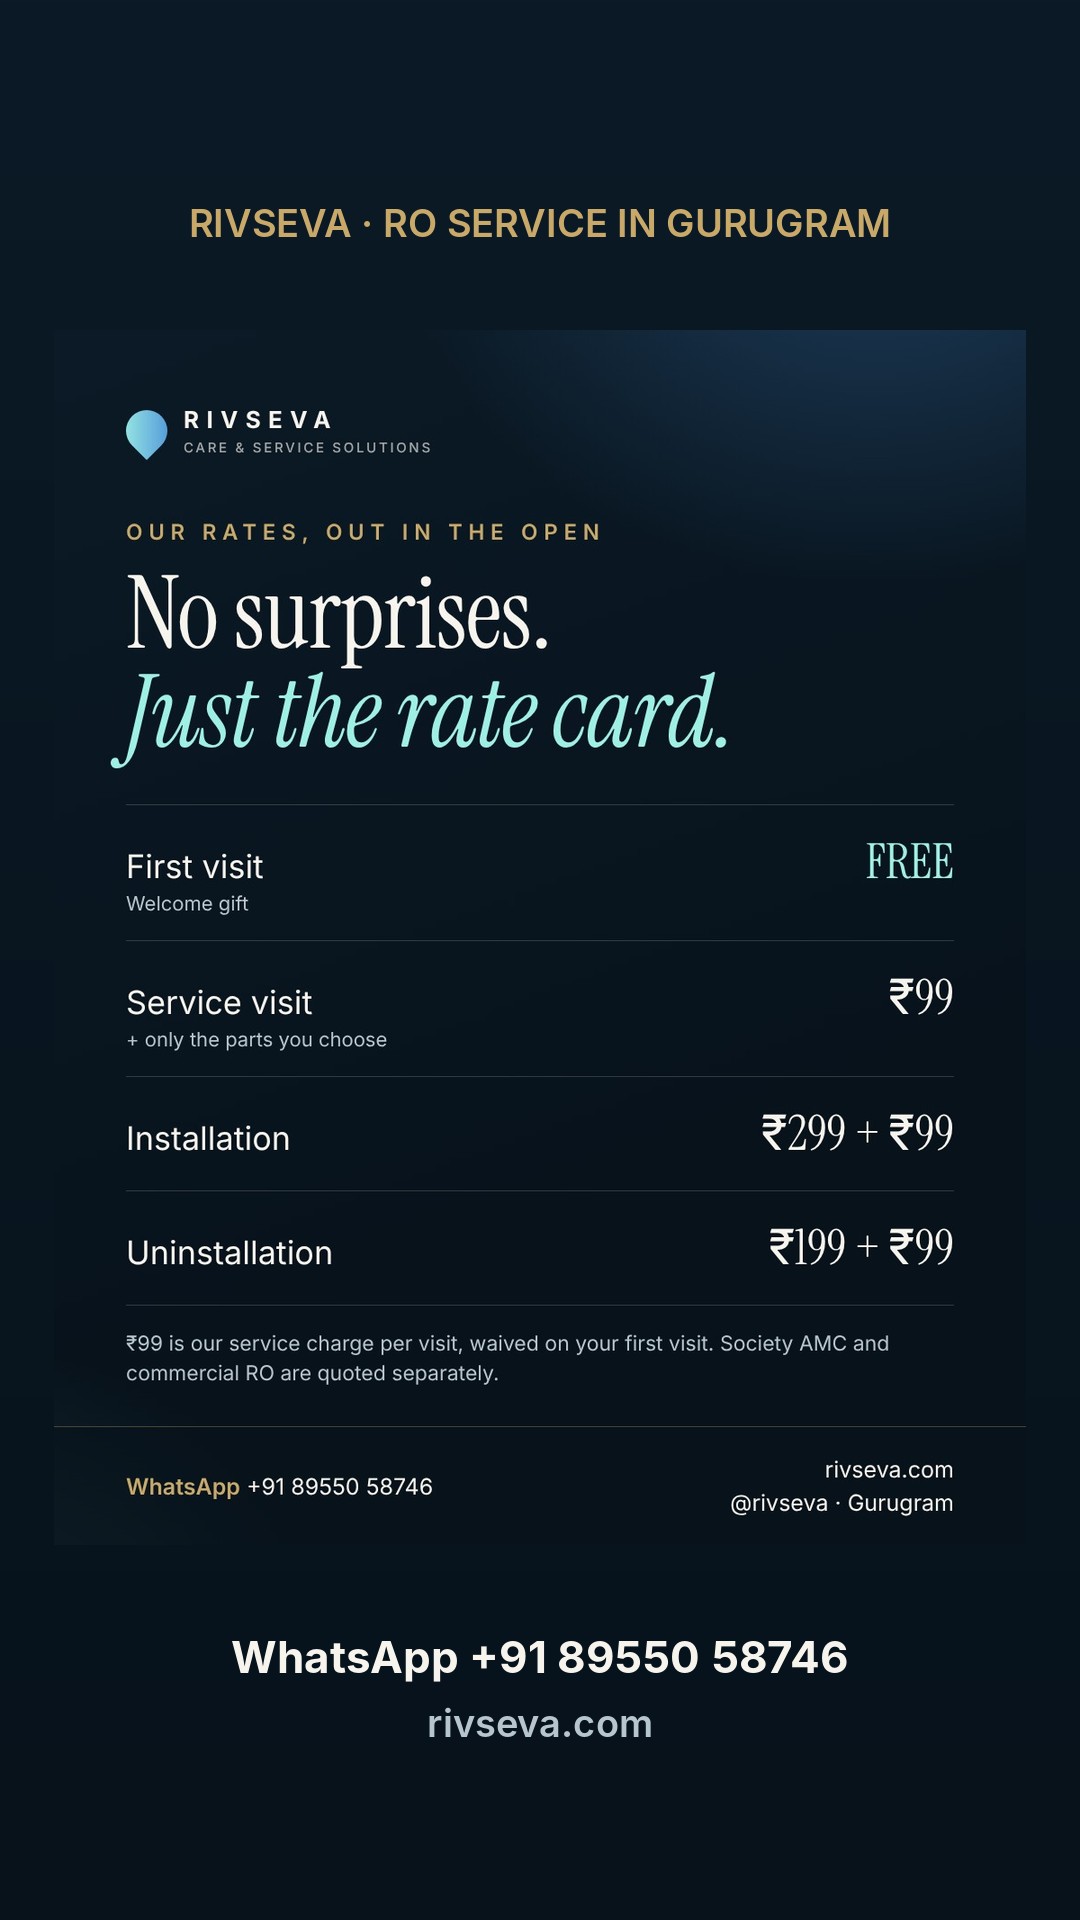 RIVSEVA · RO SERVICE IN GURUGRAM
RIVSEVA
CARE & SERVICE SOLUTIONS
OUR RATES, OUT IN THE OPEN
No surprises.
Just the rate card.
First visit
FREE
Welcome gift
Service visit
₹99
+ only the parts you choose
Installation
₹299 + ₹99
Uninstallation
₹199 + ₹99
₹99 is our service charge per visit, waived on your first visit. Society AMC and
commercial RO are quoted separately.
WhatsApp +91 89550 58746
rivseva.com
@rivseva · Gurugram
WhatsApp +91 89550 58746
rivseva.com